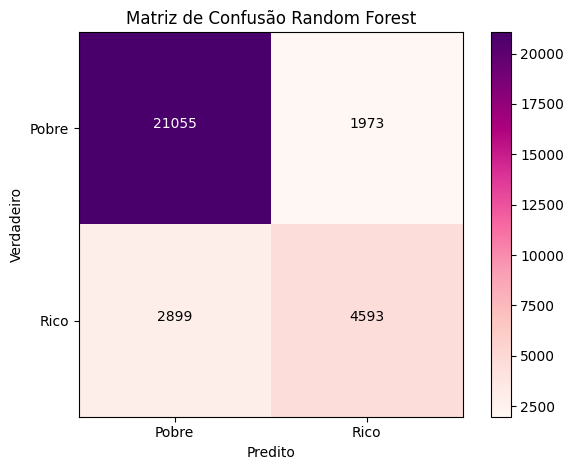 Matriz de Confusão Random Forest
Verdadeiro
Pobre
21055
1973
Rico
2899
4593
Pobre
Rico
Predito
20000
17500
15000
12500
10000
7500
5000
2500